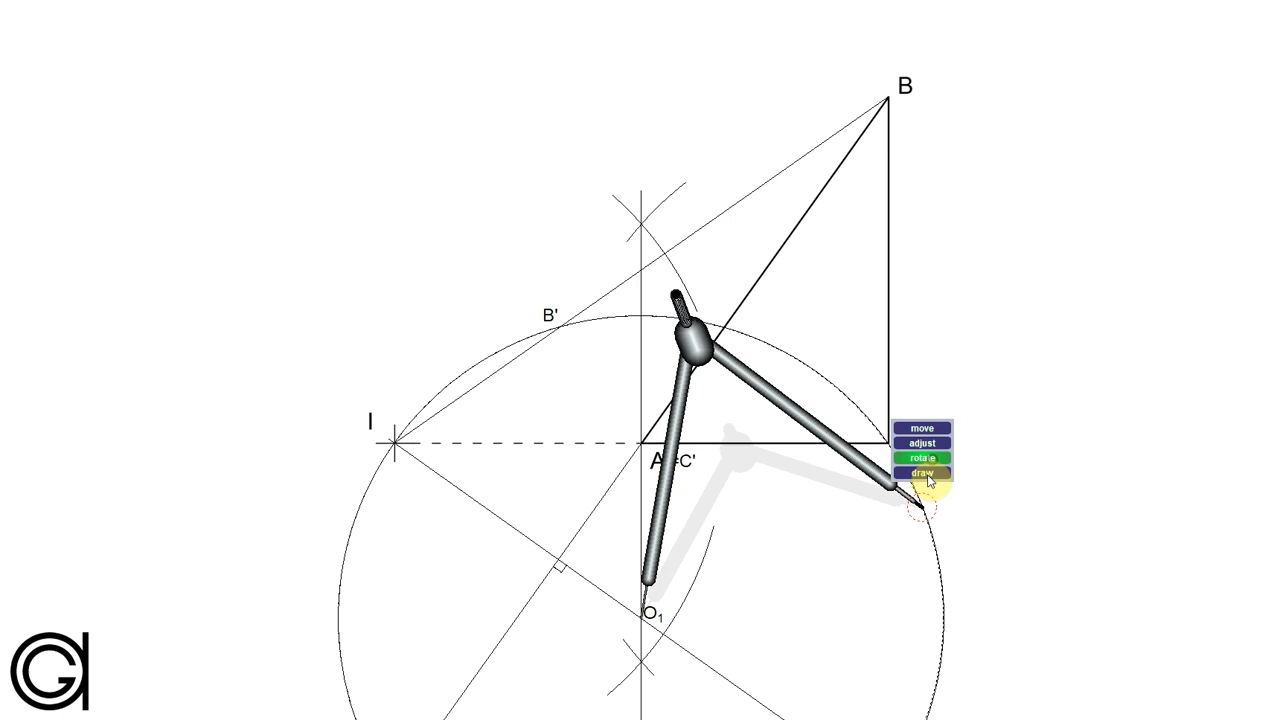 B
B'
I
C'
move
adjust
rotate
draw
O₁